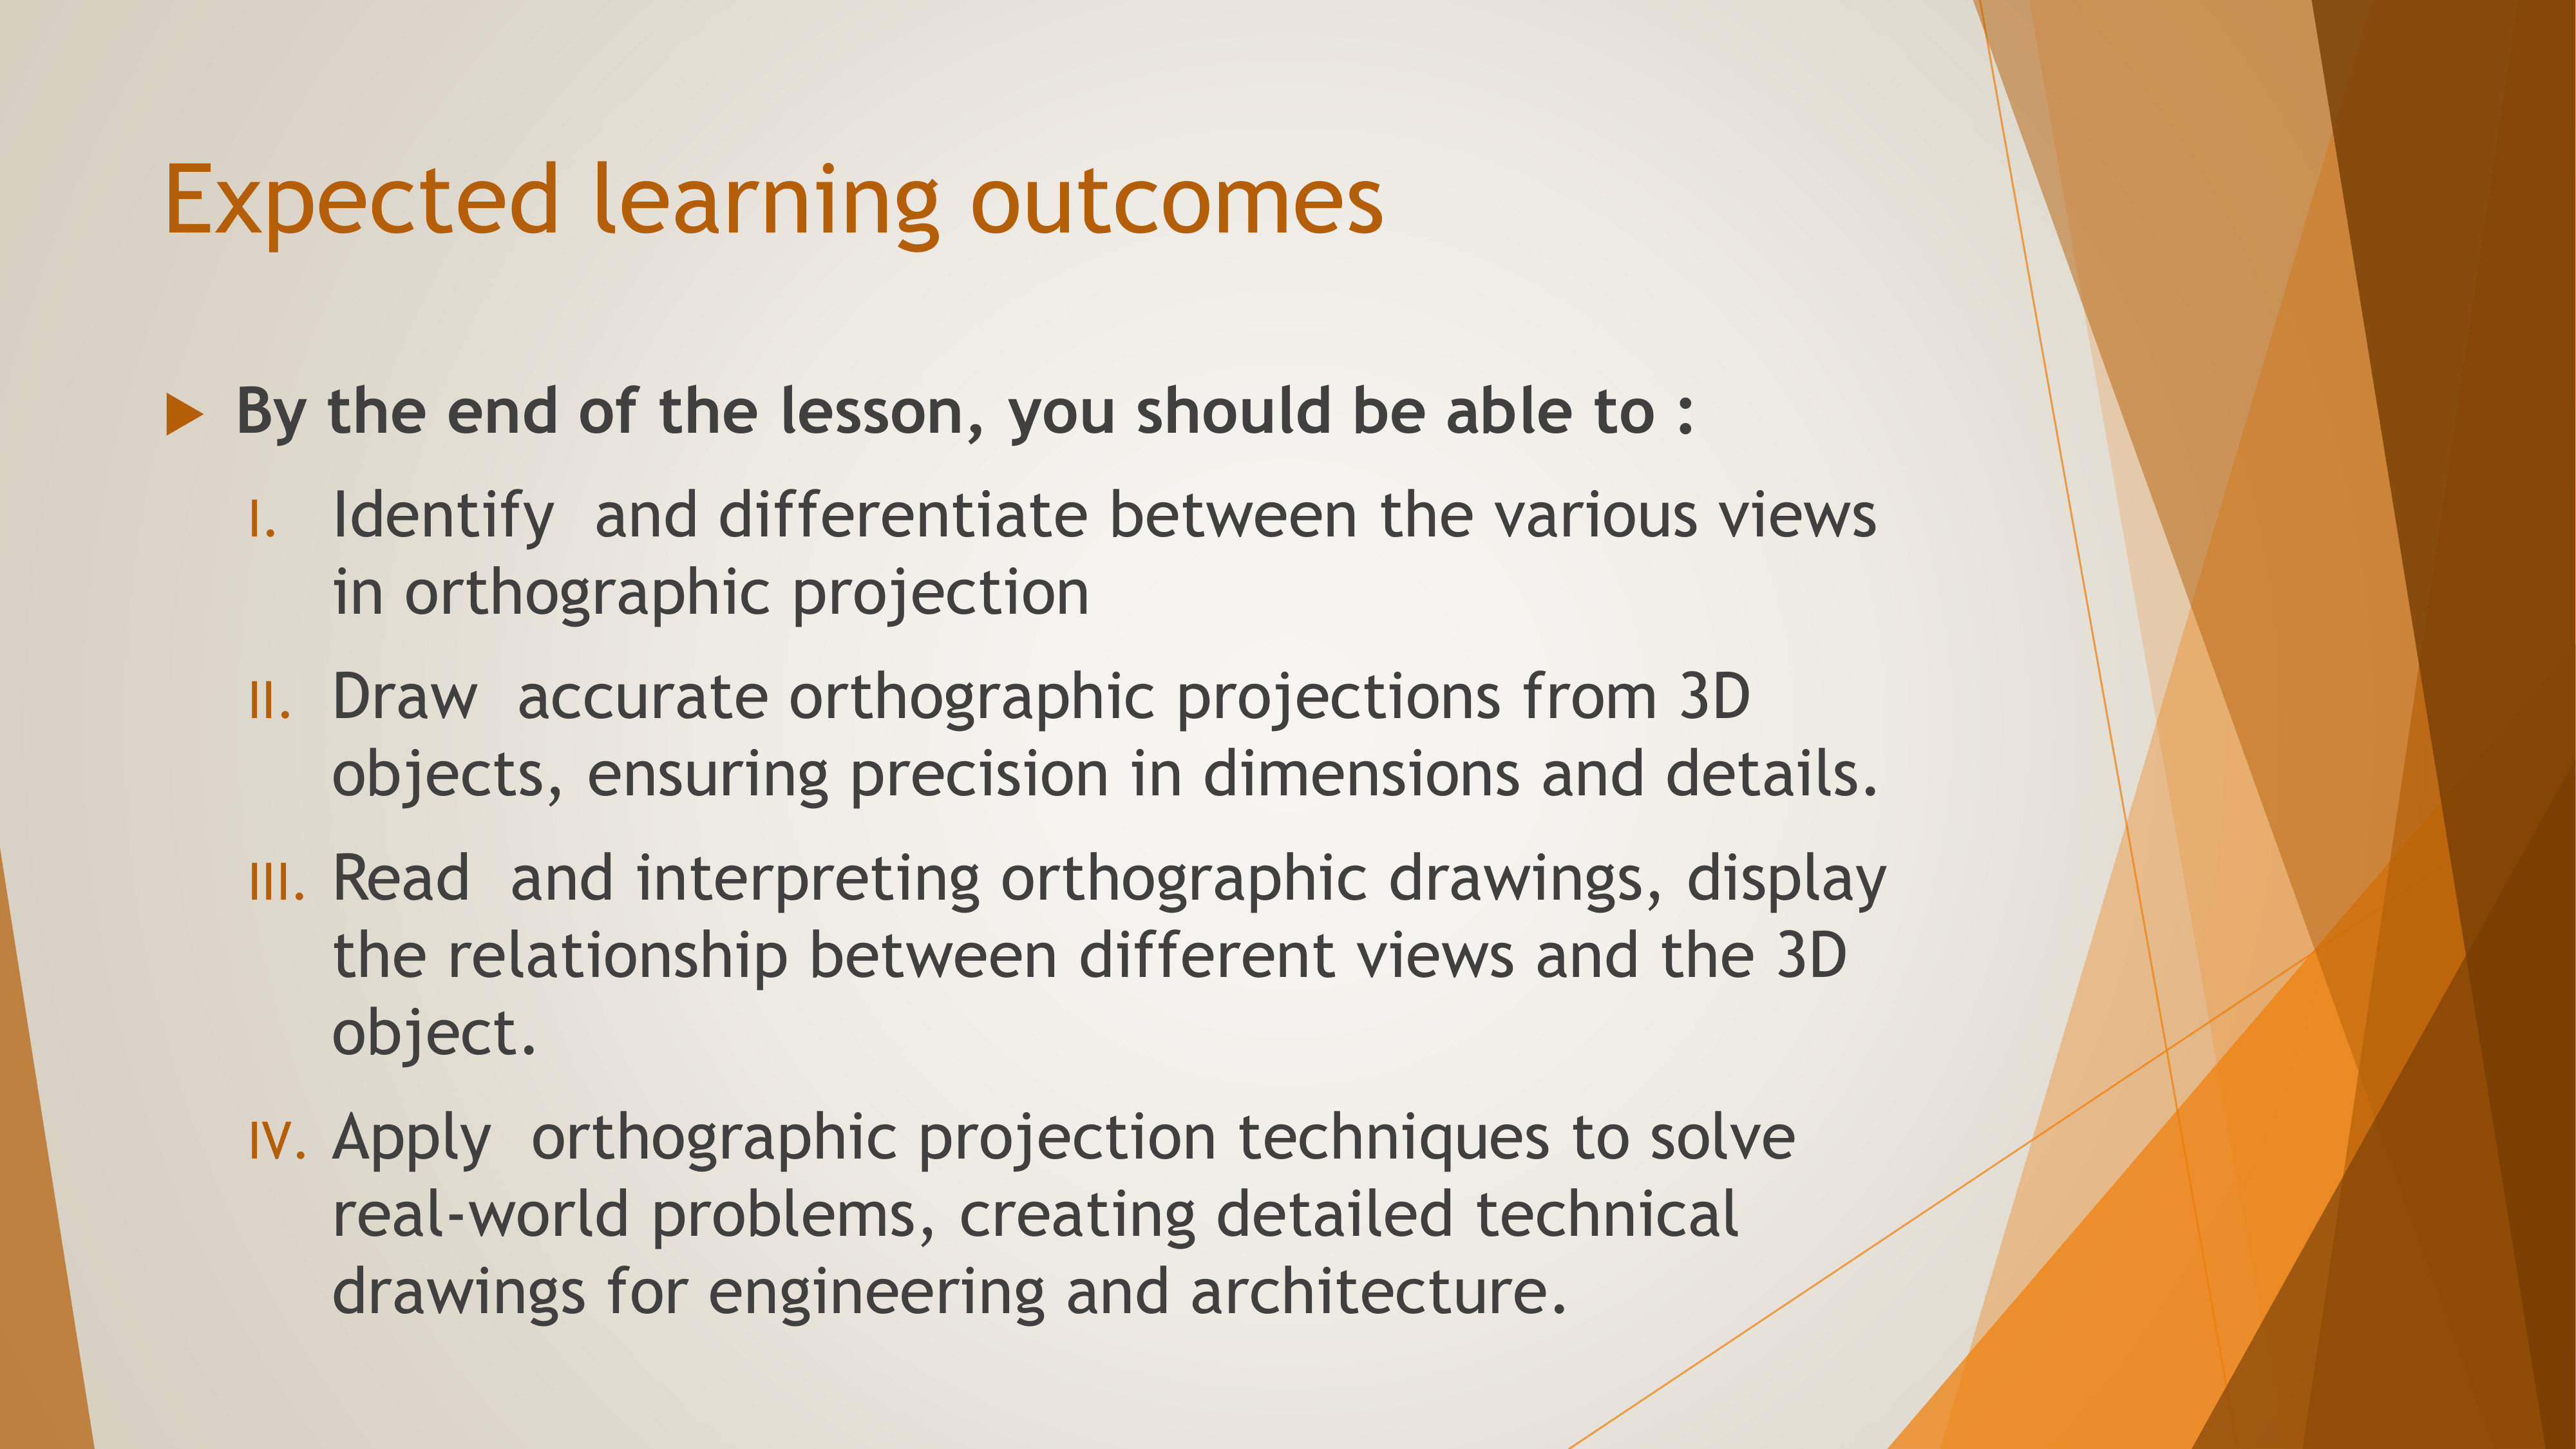 Expected learning outcomes
By the end of the lesson, you should be able to :
I. Identify  and differentiate between the various views
in orthographic projection
II. Draw  accurate orthographic projections from 3D
objects, ensuring precision in dimensions and details.
III. Read  and interpreting orthographic drawings, display
the relationship between different views and the 3D
object.
IV. Apply  orthographic projection techniques to solve
real-world problems, creating detailed technical
drawings for engineering and architecture.